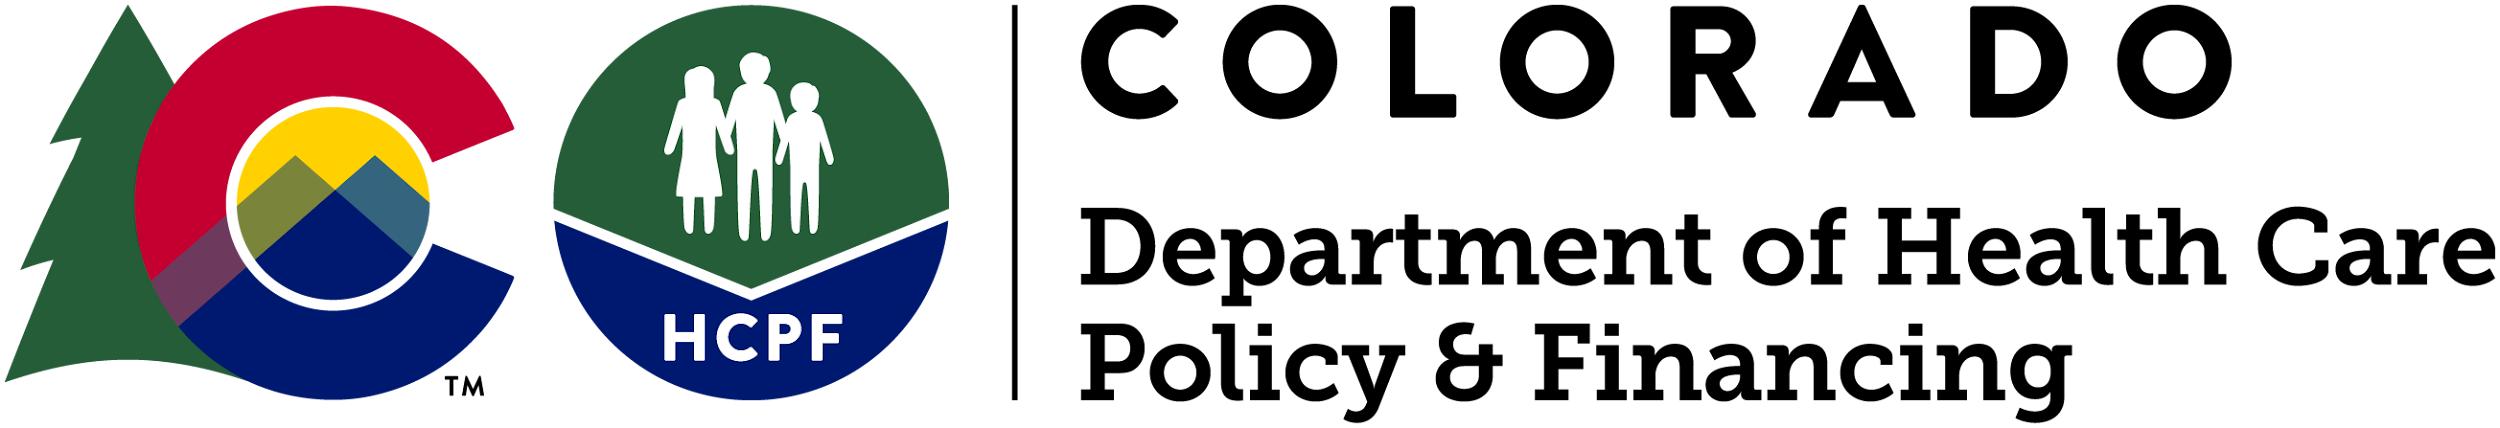 TM
HCPF
COLORADO
Department of Health Care
Policy & Financing